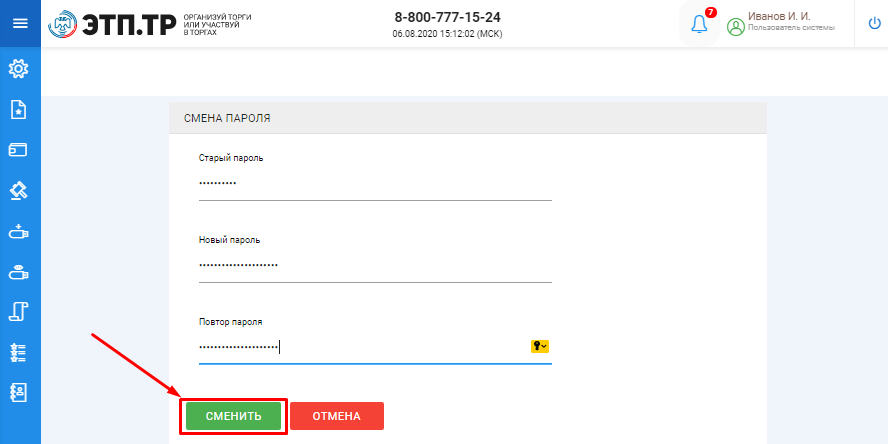 ЭТП.ТР
ОРГАНИЗУЙ ТОРГИ
ИЛИ УЧАСТВУЙ
В ТОРГАХ
8-800-777-15-24
06.08.2020 15:12:02 (МСК)
7
Иванов И. И.
Пользователь системы
СМЕНА ПАРОЛЯ
Старый пароль
••••••••••
Новый пароль
•••••••••••••••••••••
Повтор пароля
•••••••••••••••••••••
СМЕНИТЬ
ОТМЕНА